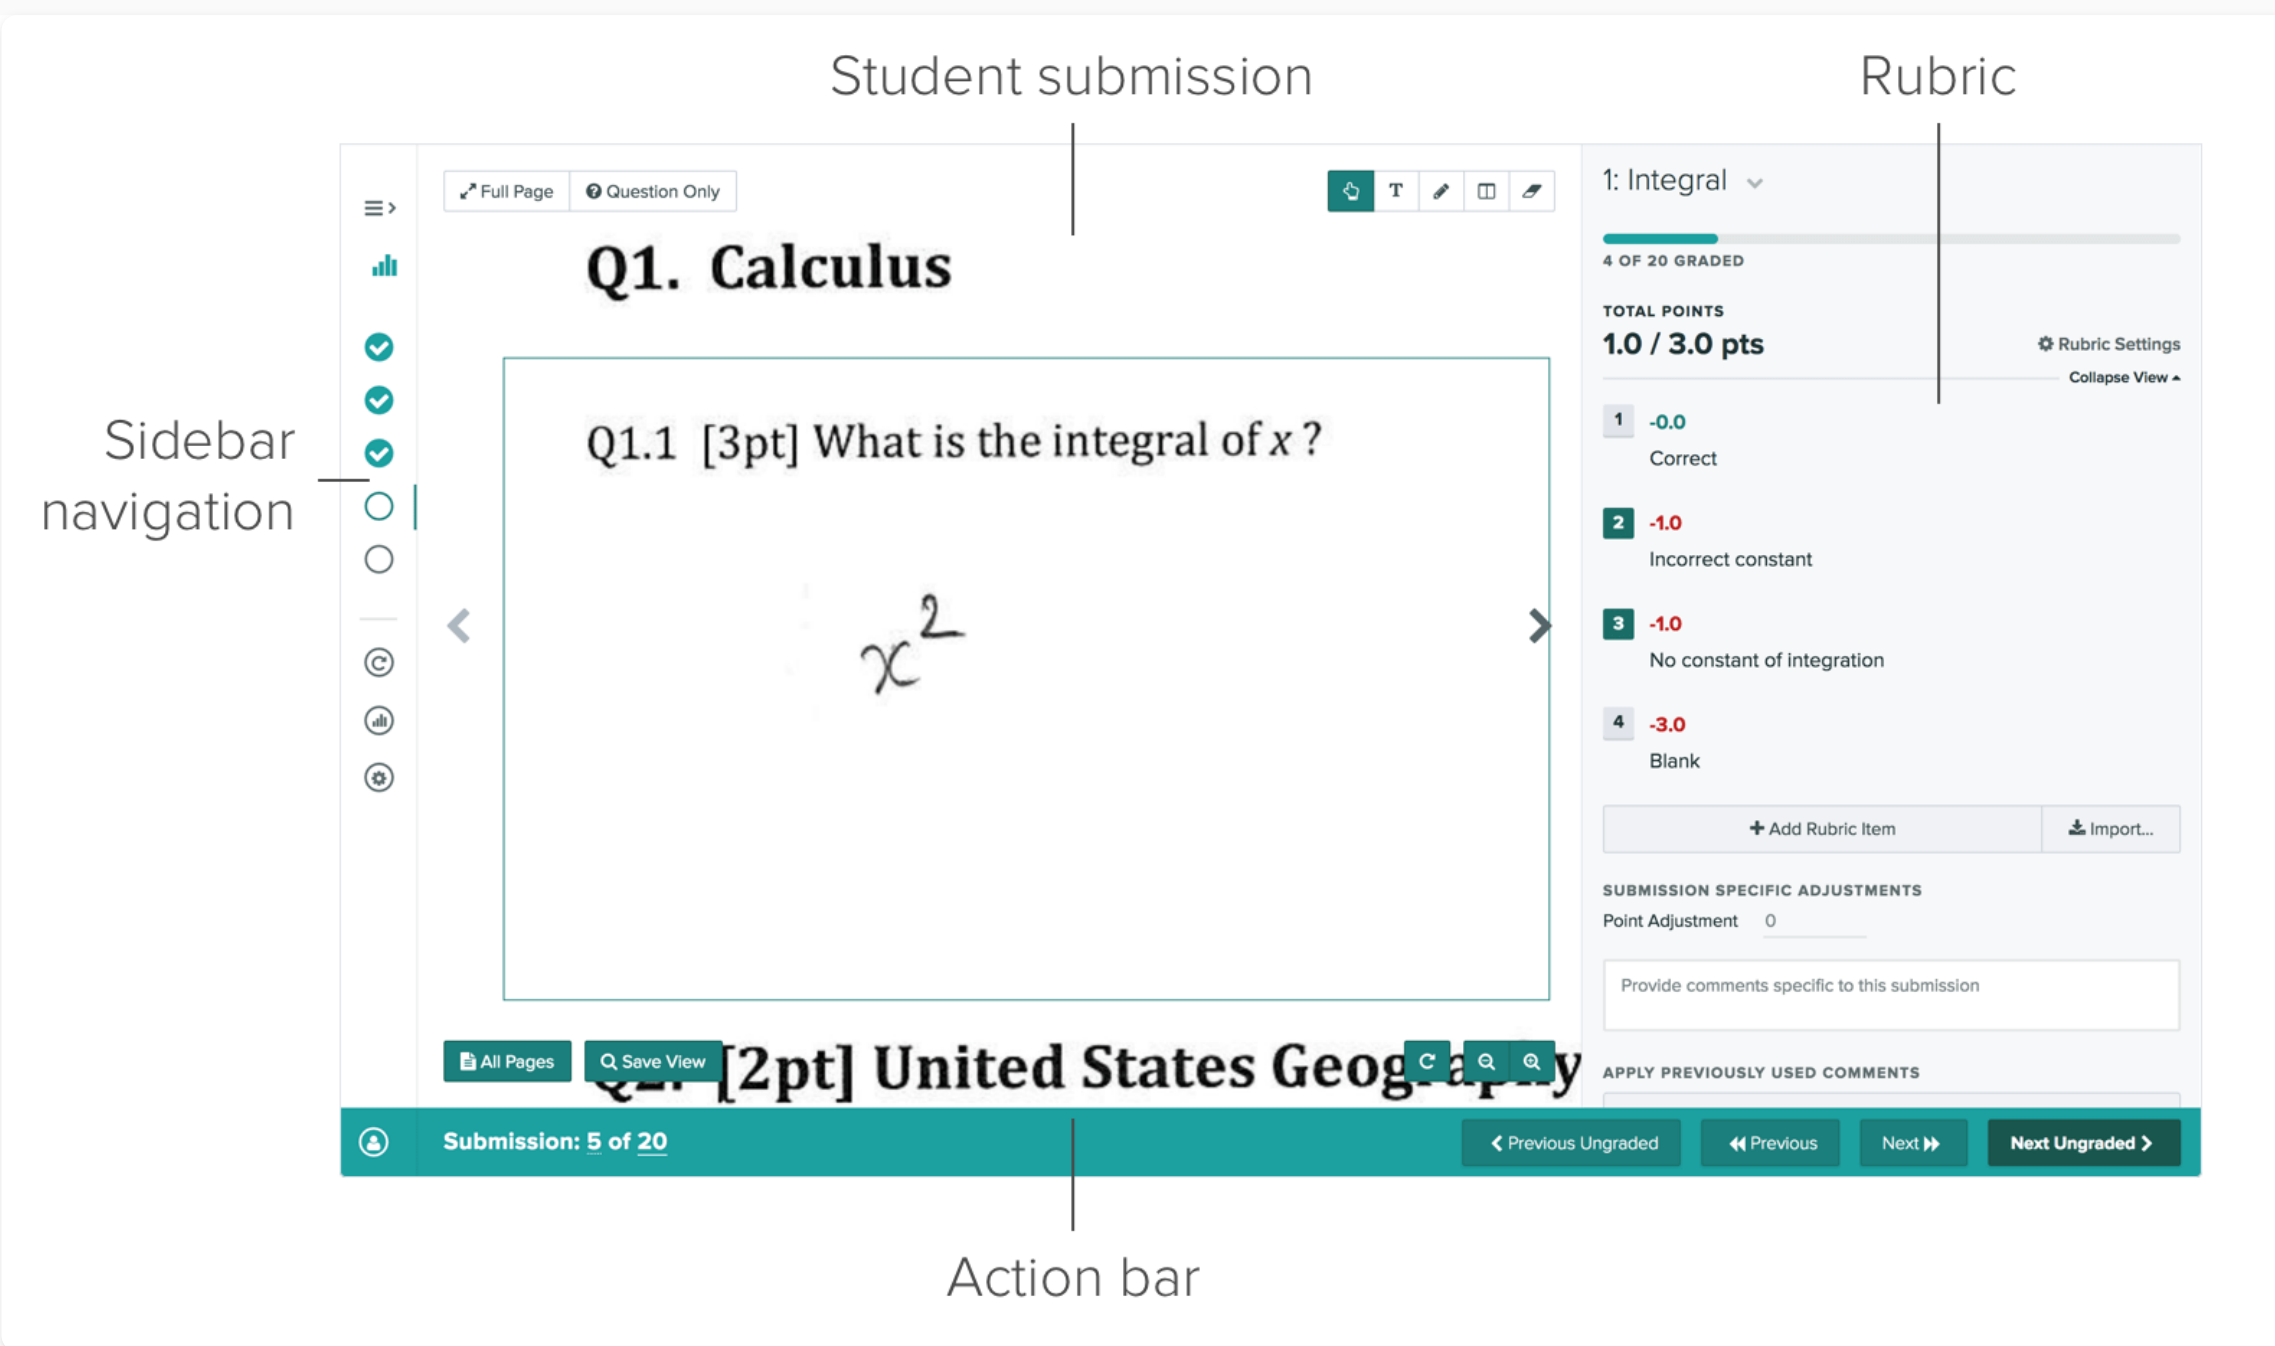 Student submission
Rubric
Sidebar
navigation
Full Page
Question Only
T
Q1. Calculus
Q1.1 [3pt] What is the integral of x ?
x²
All Pages
Save View
Q2. [2pt] United States Geography
1: Integral
4 OF 20 GRADED
TOTAL POINTS
1.0 / 3.0 pts
Rubric Settings
Collapse View
1 -0.0
Correct
2 -1.0
Incorrect constant
3 -1.0
No constant of integration
4 -3.0
Blank
+ Add Rubric Item
Import...
SUBMISSION SPECIFIC ADJUSTMENTS
Point Adjustment 0
Provide comments specific to this submission
APPLY PREVIOUSLY USED COMMENTS
Submission: 5 of 20
Previous Ungraded
Previous
Next
Next Ungraded
Action bar